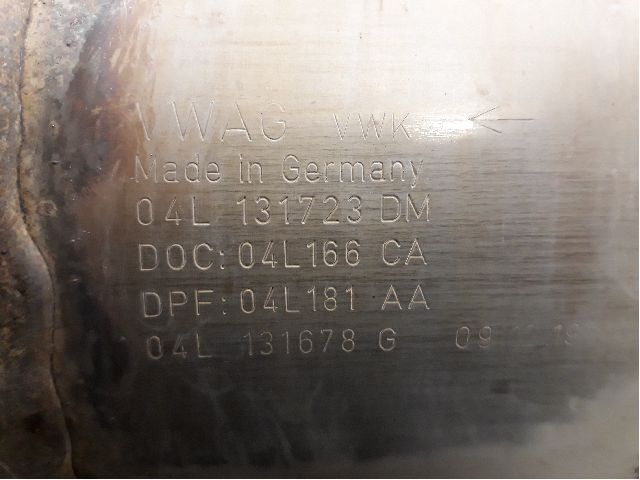 VWAG VWK ←
Made in Germany
04L 131723 DM
DOC: 04L166 CA
DPF: 04L181 AA
04L 131678 G